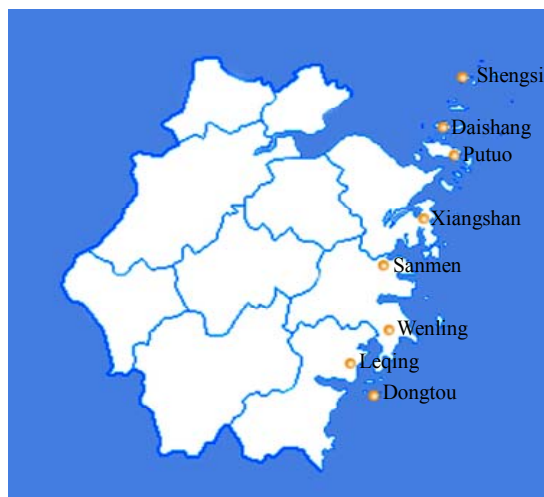 Shengsi
Daishang
Putuo
Xiangshan
Sanmen
Wenling
Leqing
Dongtou